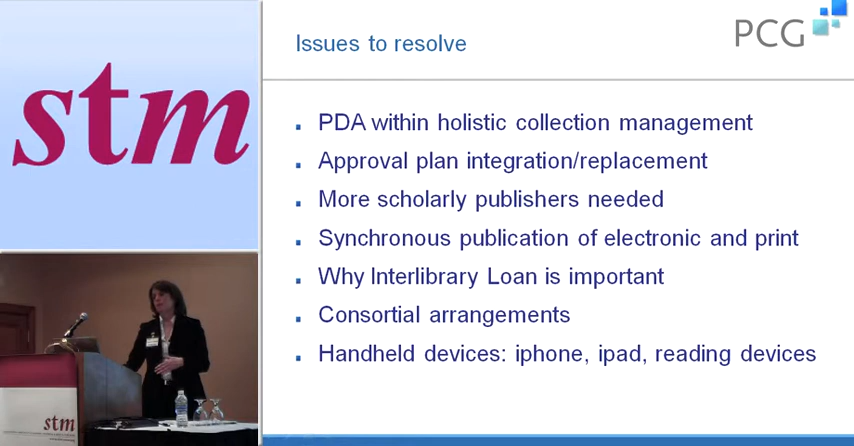 stm
Issues to resolve
PCG
PDA within holistic collection management
Approval plan integration/replacement
More scholarly publishers needed
Synchronous publication of electronic and print
Why Interlibrary Loan is important
Consortial arrangements
Handheld devices: iphone, ipad, reading devices
stm